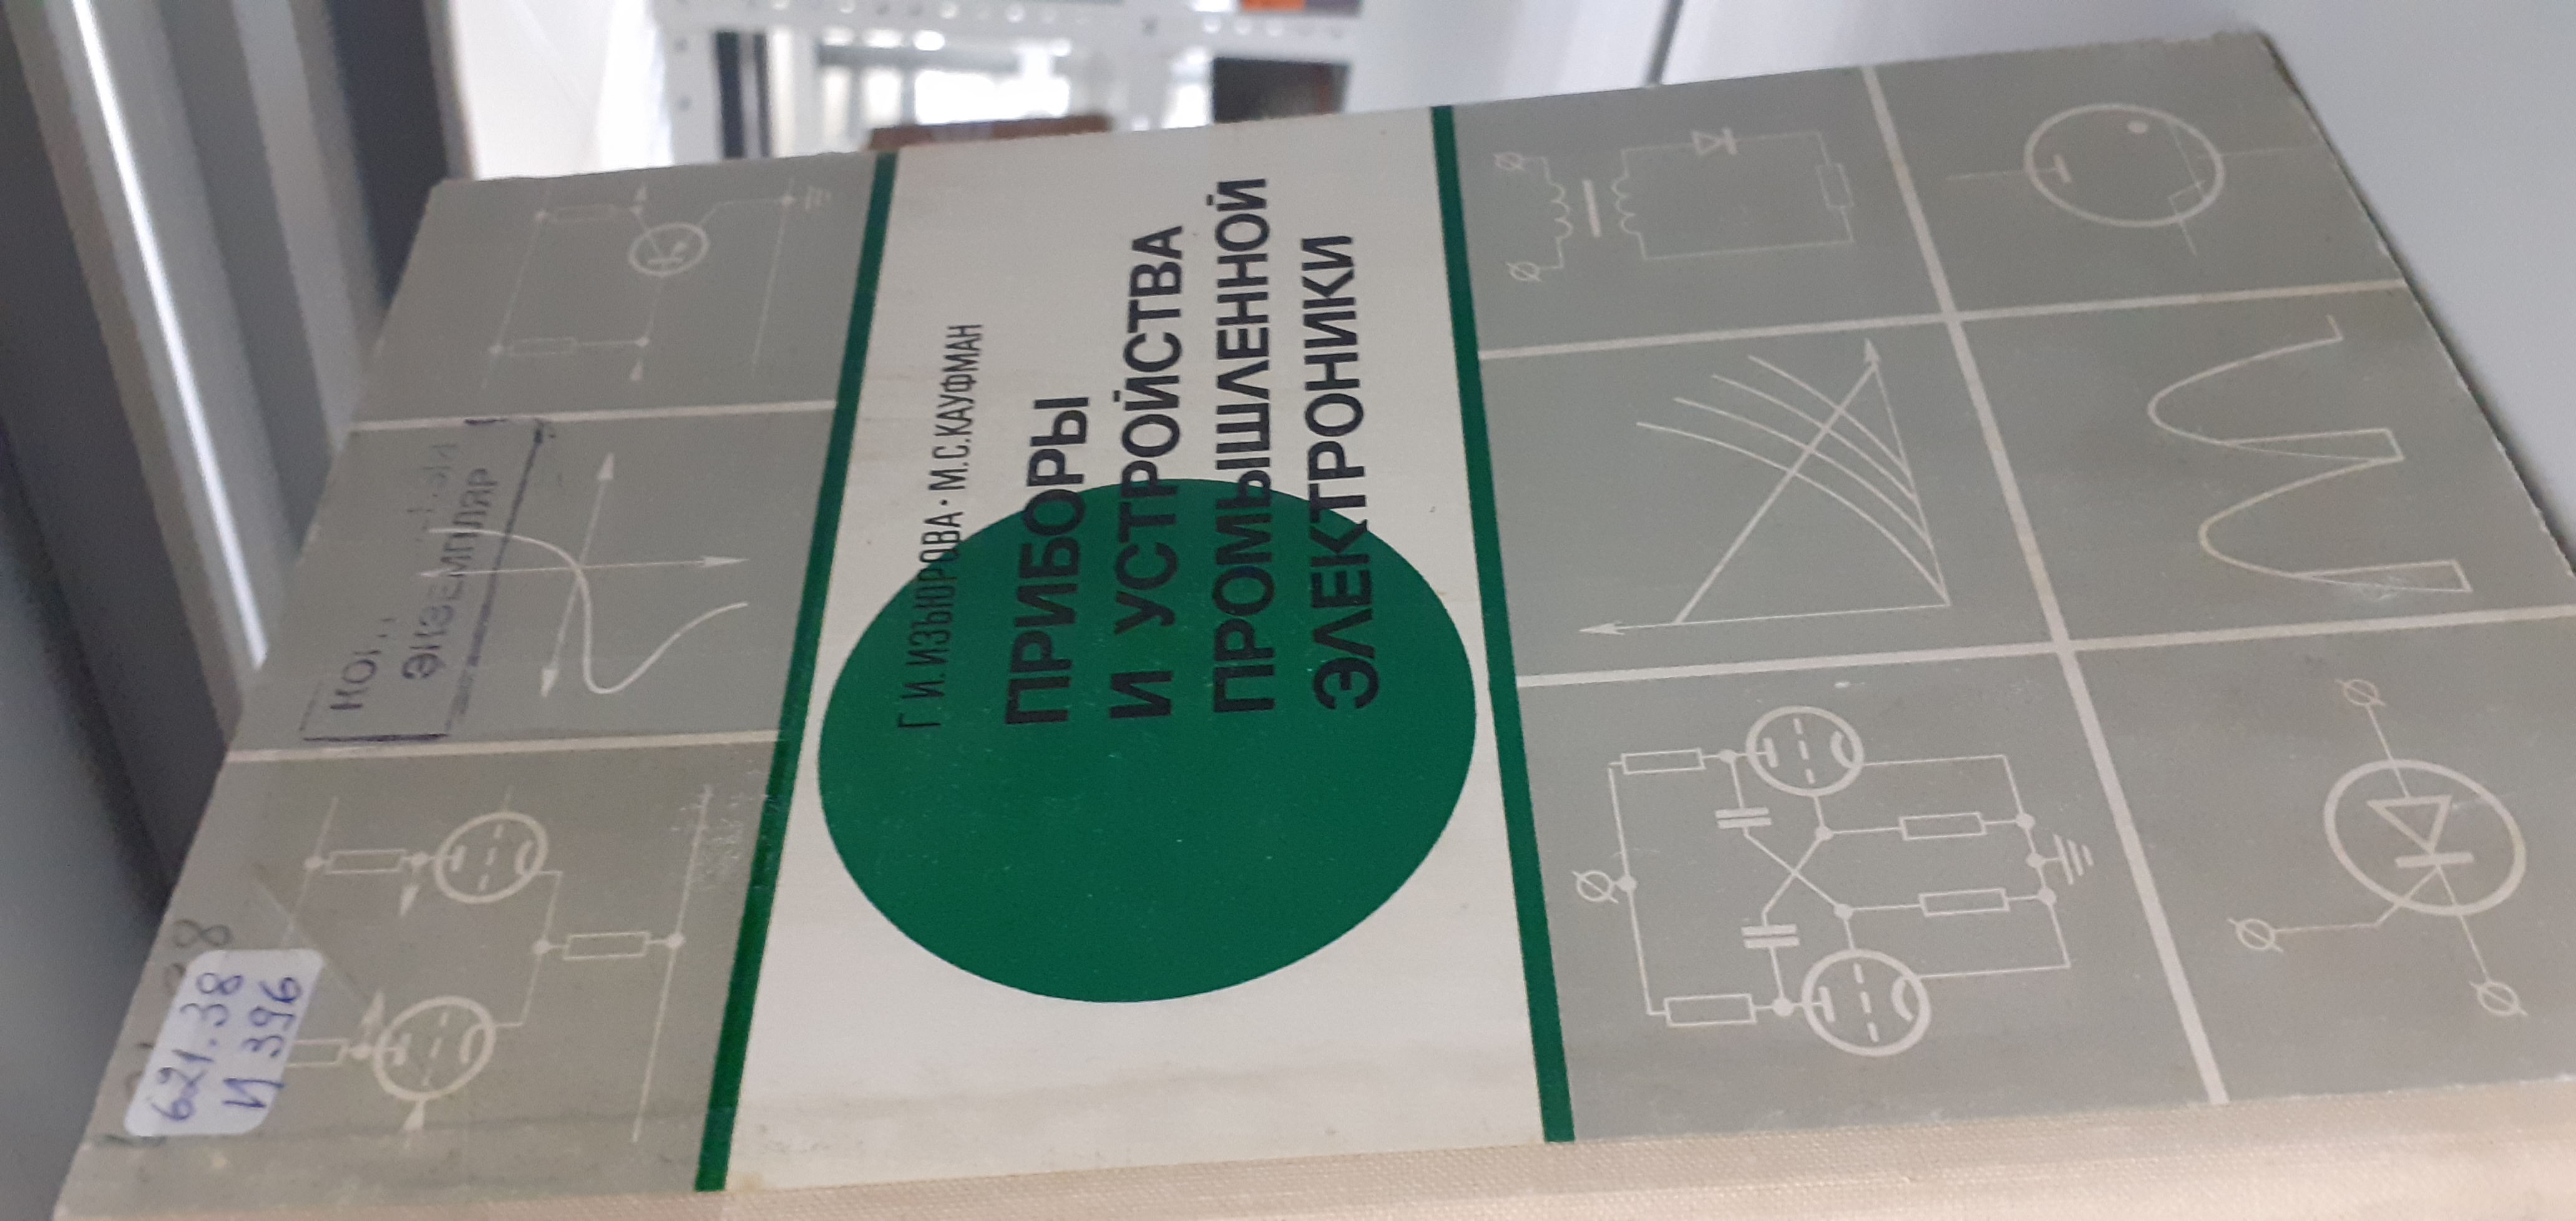 621.38
И 396
ЭКЗЕМПЛЯР
Г. И. ИЗЪЮРОВА · М. С. КАУФМАН
ПРИБОРЫ
И УСТРОЙСТВА
ПРОМЫШЛЕННОЙ
ЭЛЕКТРОНИКИ